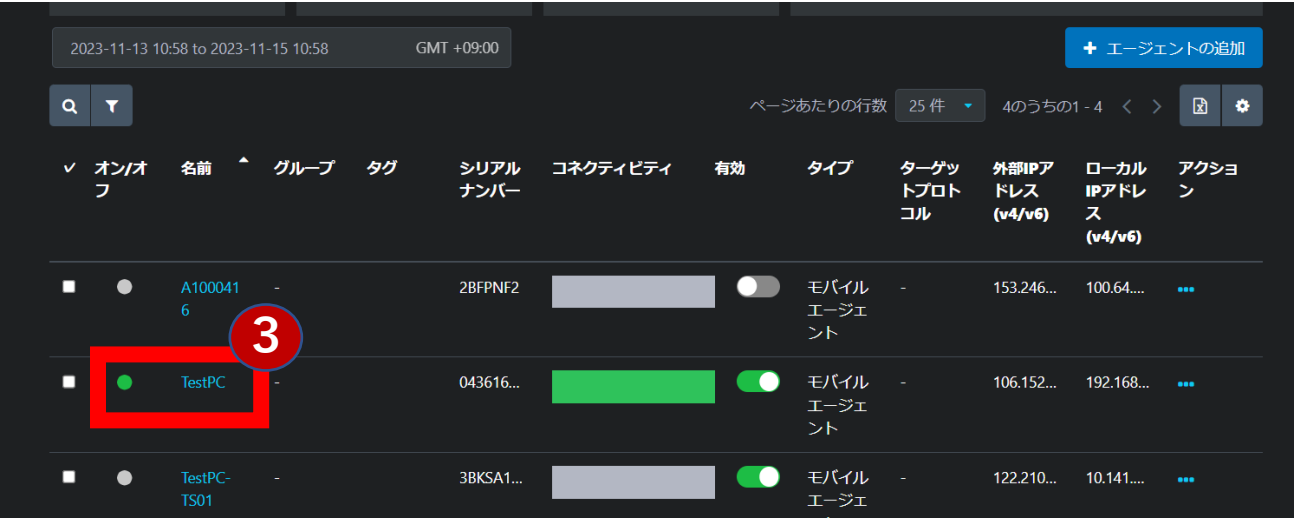 2023-11-13 10:58 to 2023-11-15 10:58 GMT +09:00
+ エージェントの追加
ページあたりの行数 25 件 4のうちの1 - 4
オン/オフ
名前
グループ
タグ
シリアルナンバー
コネクティビティ
有効
タイプ
ターゲットプロトコル
外部IPアドレス (v4/v6)
ローカルIPアドレス (v4/v6)
アクション
A1000416 - 2BFPNF2 モバイルエージェント - 153.246... 100.64....
3
TestPC - 043616... モバイルエージェント - 106.152... 192.168...
TestPC-TS01 - 3BKSA1... モバイルエージェ - 122.210... 10.141....